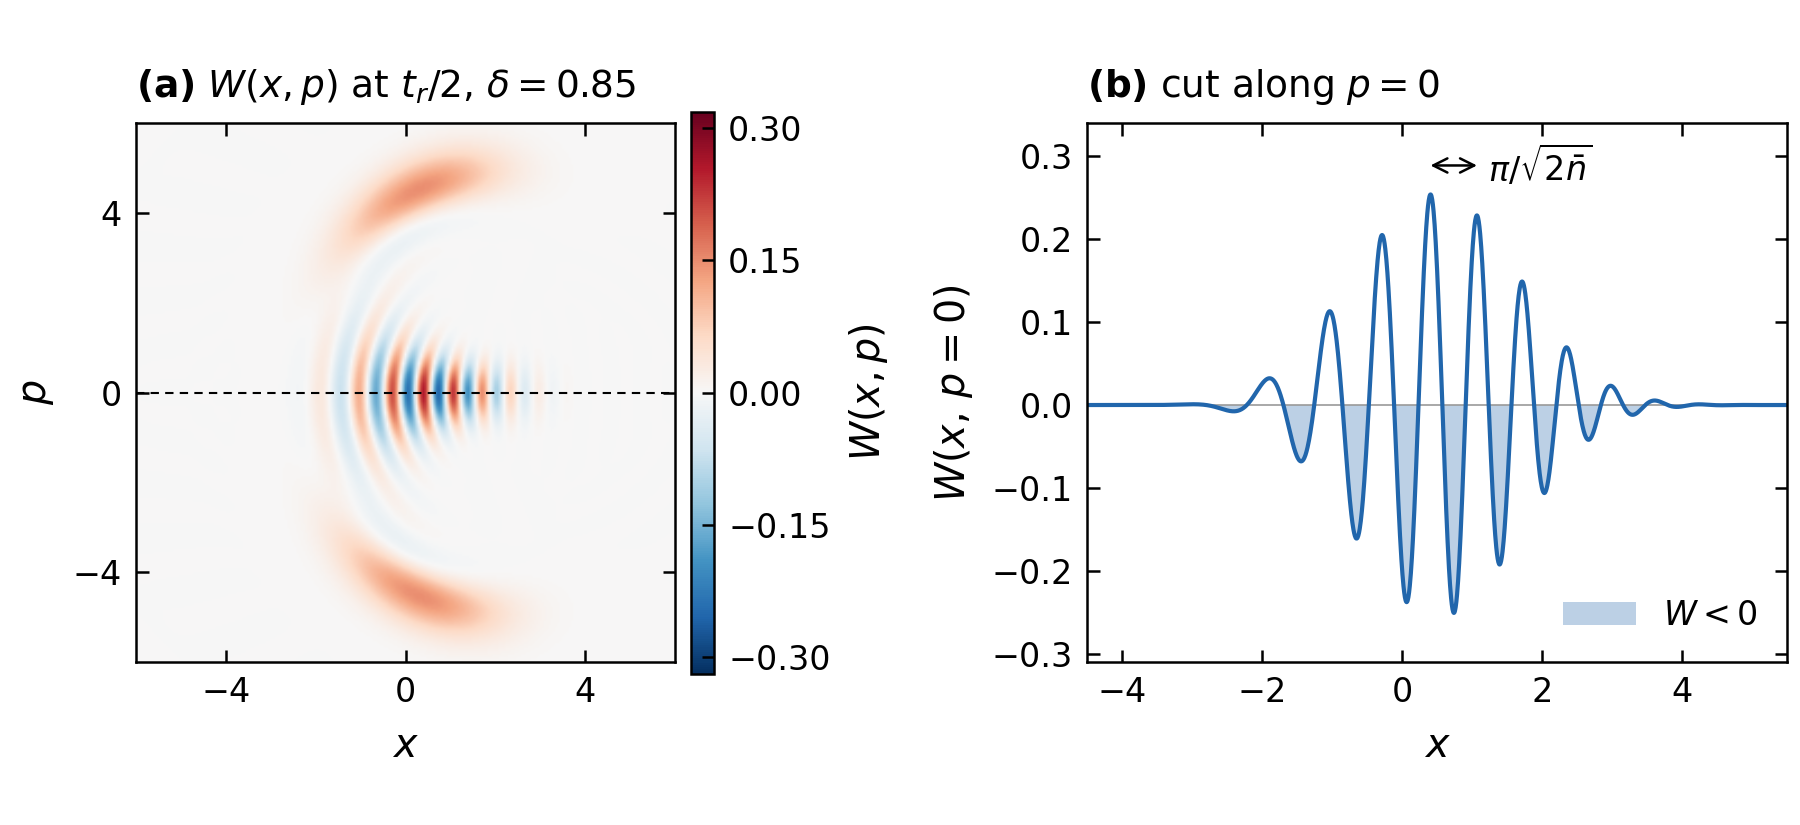 (a) W(x, p) at t_r/2, δ = 0.85
p
4
0
−4
−4
0
4
x
0.30
0.15
0.00
−0.15
−0.30
W(x, p)
(b) cut along p = 0
W(x, p = 0)
0.3
0.2
0.1
0.0
−0.1
−0.2
−0.3
π/√2n̄
W < 0
−4
−2
0
2
4
x